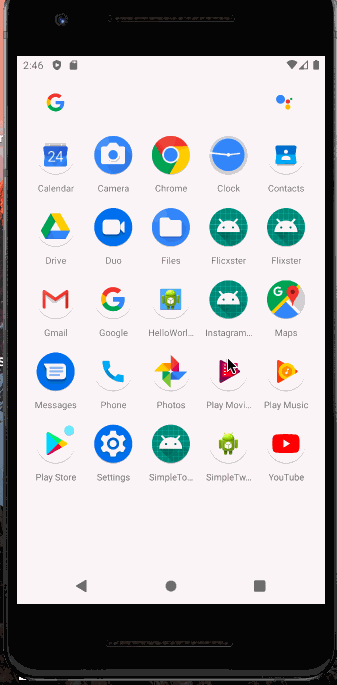 2:46
G
24
Calendar Camera Chrome Clock Contacts
Drive Duo Files Flicxster Flixster
G
Gmail Google HelloWorl... Instagram... Maps
Messages Phone Photos Play Movi... Play Music
Play Store Settings SimpleTo... SimpleTw... YouTube